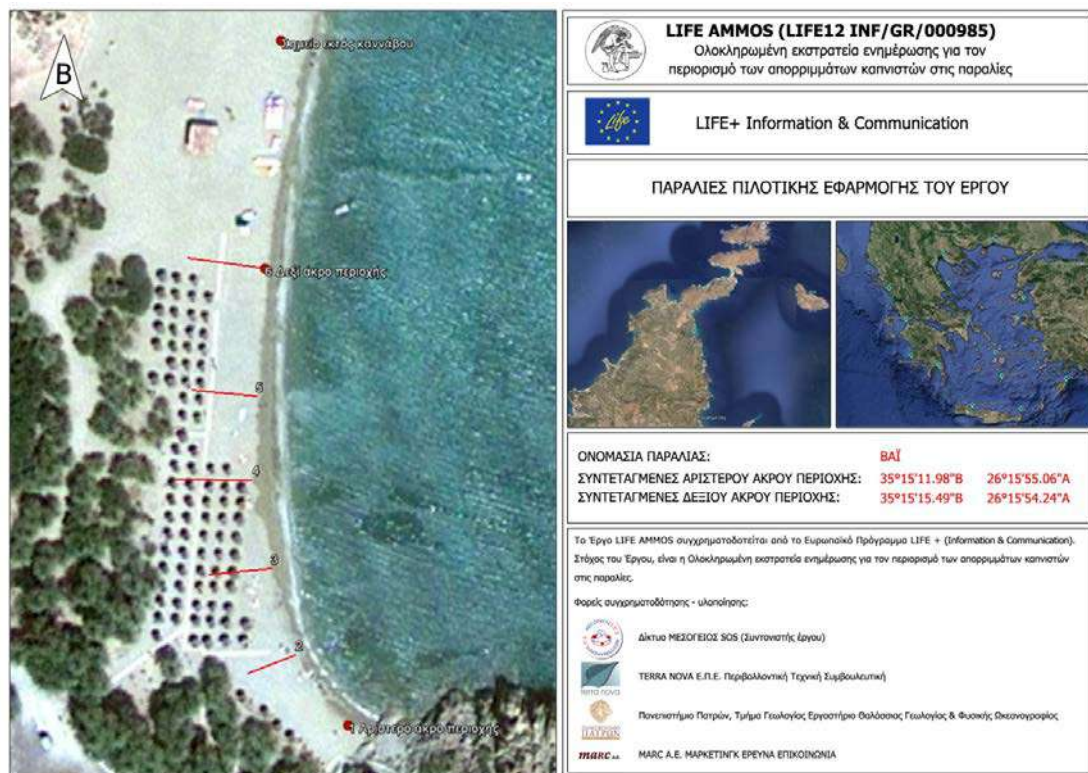 Β
Σημείο εκτός καννάβου
6 Δεξί άκρο περιοχής
5
4
3
2
1 Αριστερό άκρο περιοχής
LIFE AMMOS (LIFE12 INF/GR/000985)
Ολοκληρωμένη εκστρατεία ενημέρωσης για τον
περιορισμό των απορριμμάτων καπνιστών στις παραλίες
Life
LIFE+ Information & Communication
ΠΑΡΑΛΙΕΣ ΠΙΛΟΤΙΚΗΣ ΕΦΑΡΜΟΓΗΣ ΤΟΥ ΕΡΓΟΥ
ΟΝΟΜΑΣΙΑ ΠΑΡΑΛΙΑΣ: ΒΑΪ
ΣΥΝΤΕΤΑΓΜΕΝΕΣ ΑΡΙΣΤΕΡΟΥ ΑΚΡΟΥ ΠΕΡΙΟΧΗΣ: 35°15'11.98"Β 26°15'55.06"Α
ΣΥΝΤΕΤΑΓΜΕΝΕΣ ΔΕΞΙΟΥ ΑΚΡΟΥ ΠΕΡΙΟΧΗΣ: 35°15'15.49"Β 26°15'54.24"Α
Το Έργο LIFE AMMOS συγχρηματοδοτείται από το Ευρωπαϊκό Πρόγραμμα LIFE + (Information & Communication).
Στόχος του Έργου, είναι η Ολοκληρωμένη εκστρατεία ενημέρωσης για τον περιορισμό των απορριμμάτων καπνιστών
στις παραλίες.
Φορείς συγχρηματοδότησης - υλοποίησης:
Δίκτυο ΜΕΣΟΓΕΙΟΣ SOS (Συντονιστής έργου)
terra nova
TERRA NOVA Ε.Π.Ε. Περιβαλλοντική Τεχνική Συμβουλευτική
ΠΑΤΡΩΝ
Πανεπιστήμιο Πατρών, Τμήμα Γεωλογίας Εργαστήριο Θαλάσσιας Γεωλογίας & Φυσικής Ωκεανογραφίας
marc A.E.
MARC A.E. ΜΑΡΚΕΤΙΝΓΚ ΕΡΕΥΝΑ ΕΠΙΚΟΙΝΩΝΙΑ